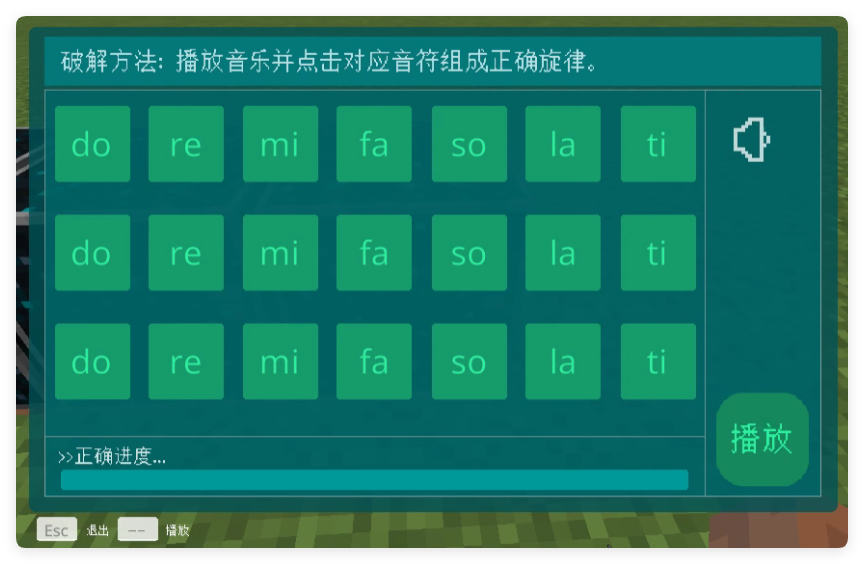 破解方法: 播放音乐并点击对应音符组成正确旋律。
do re mi fa so la ti
do re mi fa so la ti
do re mi fa so la ti
播放
>>正确进度...
Esc 退出 -- 播放